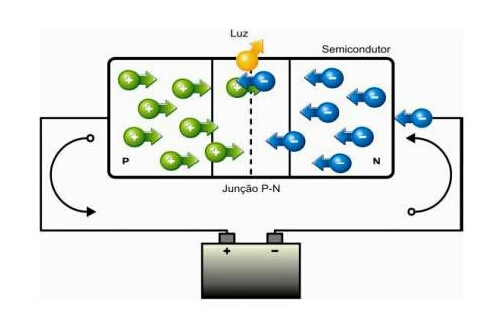 Luz
Semicondutor
P
N
Junção P-N
+ −